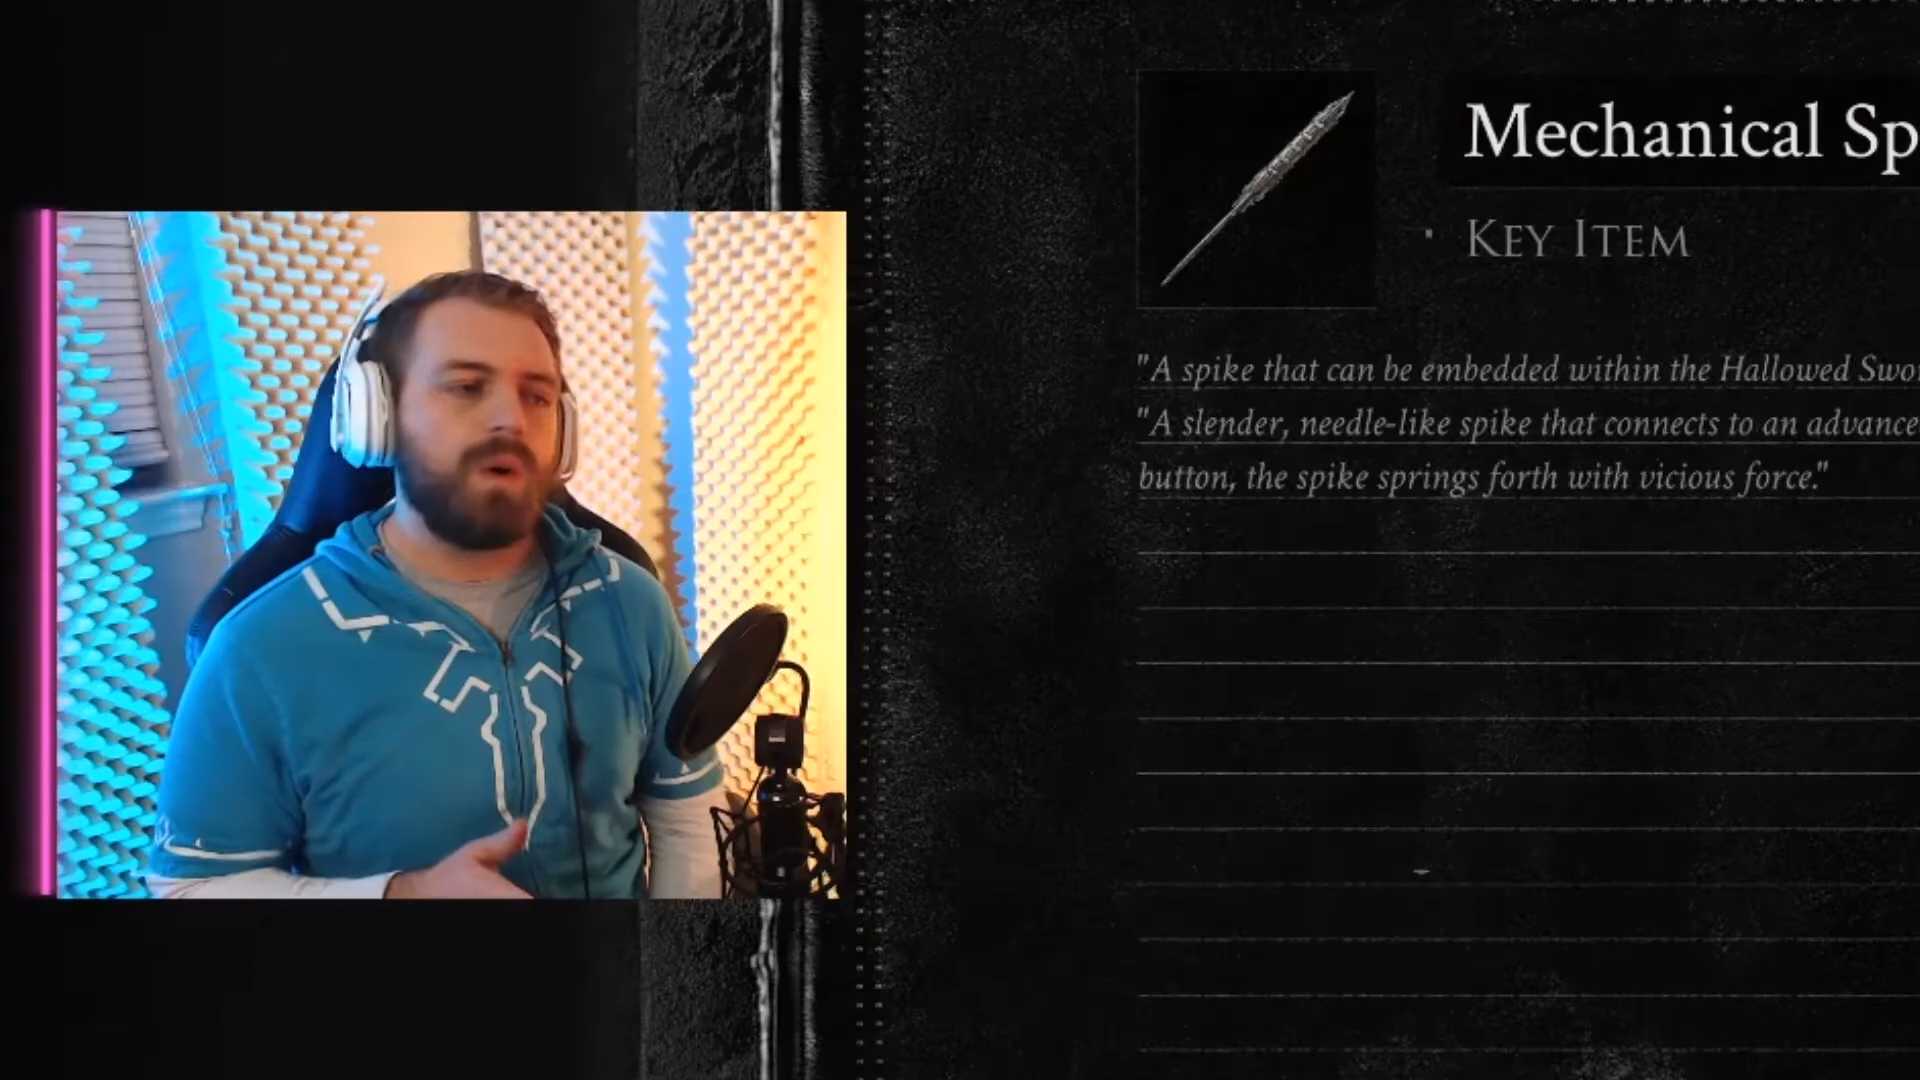 Mechanical Sp
KEY ITEM
"A spike that can be embedded within the Hallowed Swor
"A slender, needle-like spike that connects to an advance
button, the spike springs forth with vicious force."